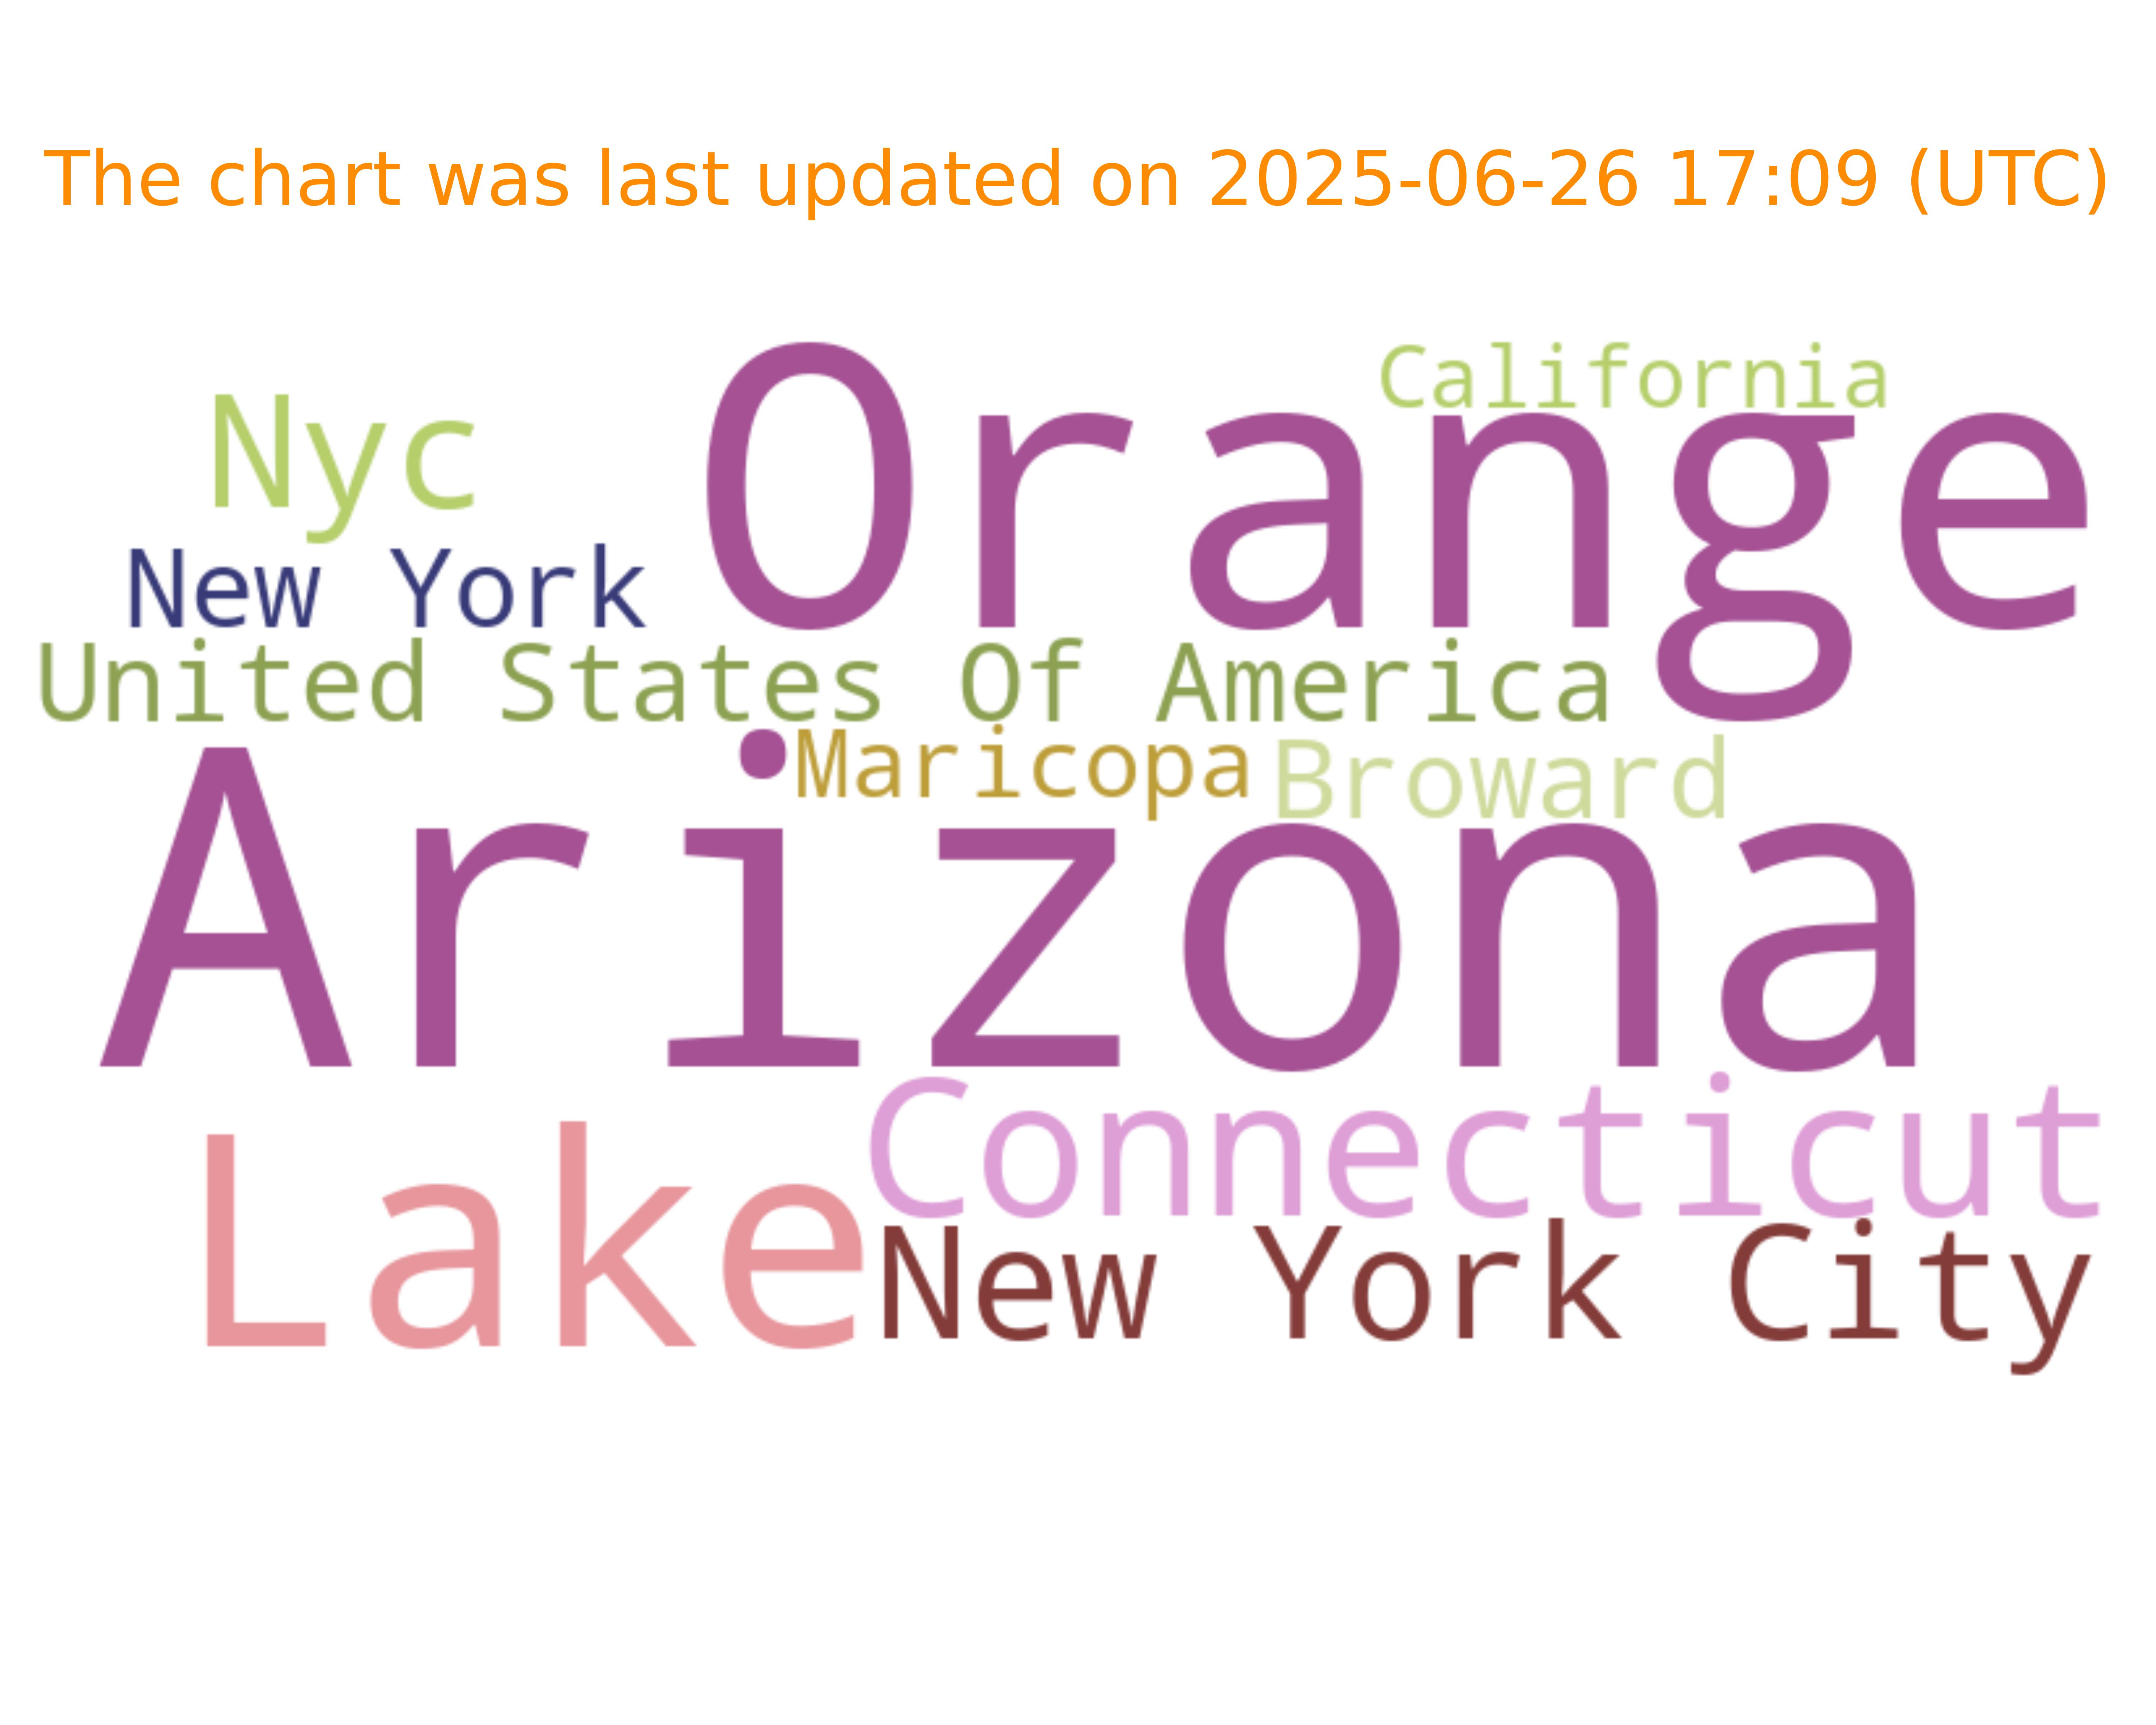 The chart was last updated on 2025-06-26 17:09 (UTC)
California
Nyc
Orange
New York
United States Of America
Maricopa
Broward
Arizona
Connecticut
Lake
New York City